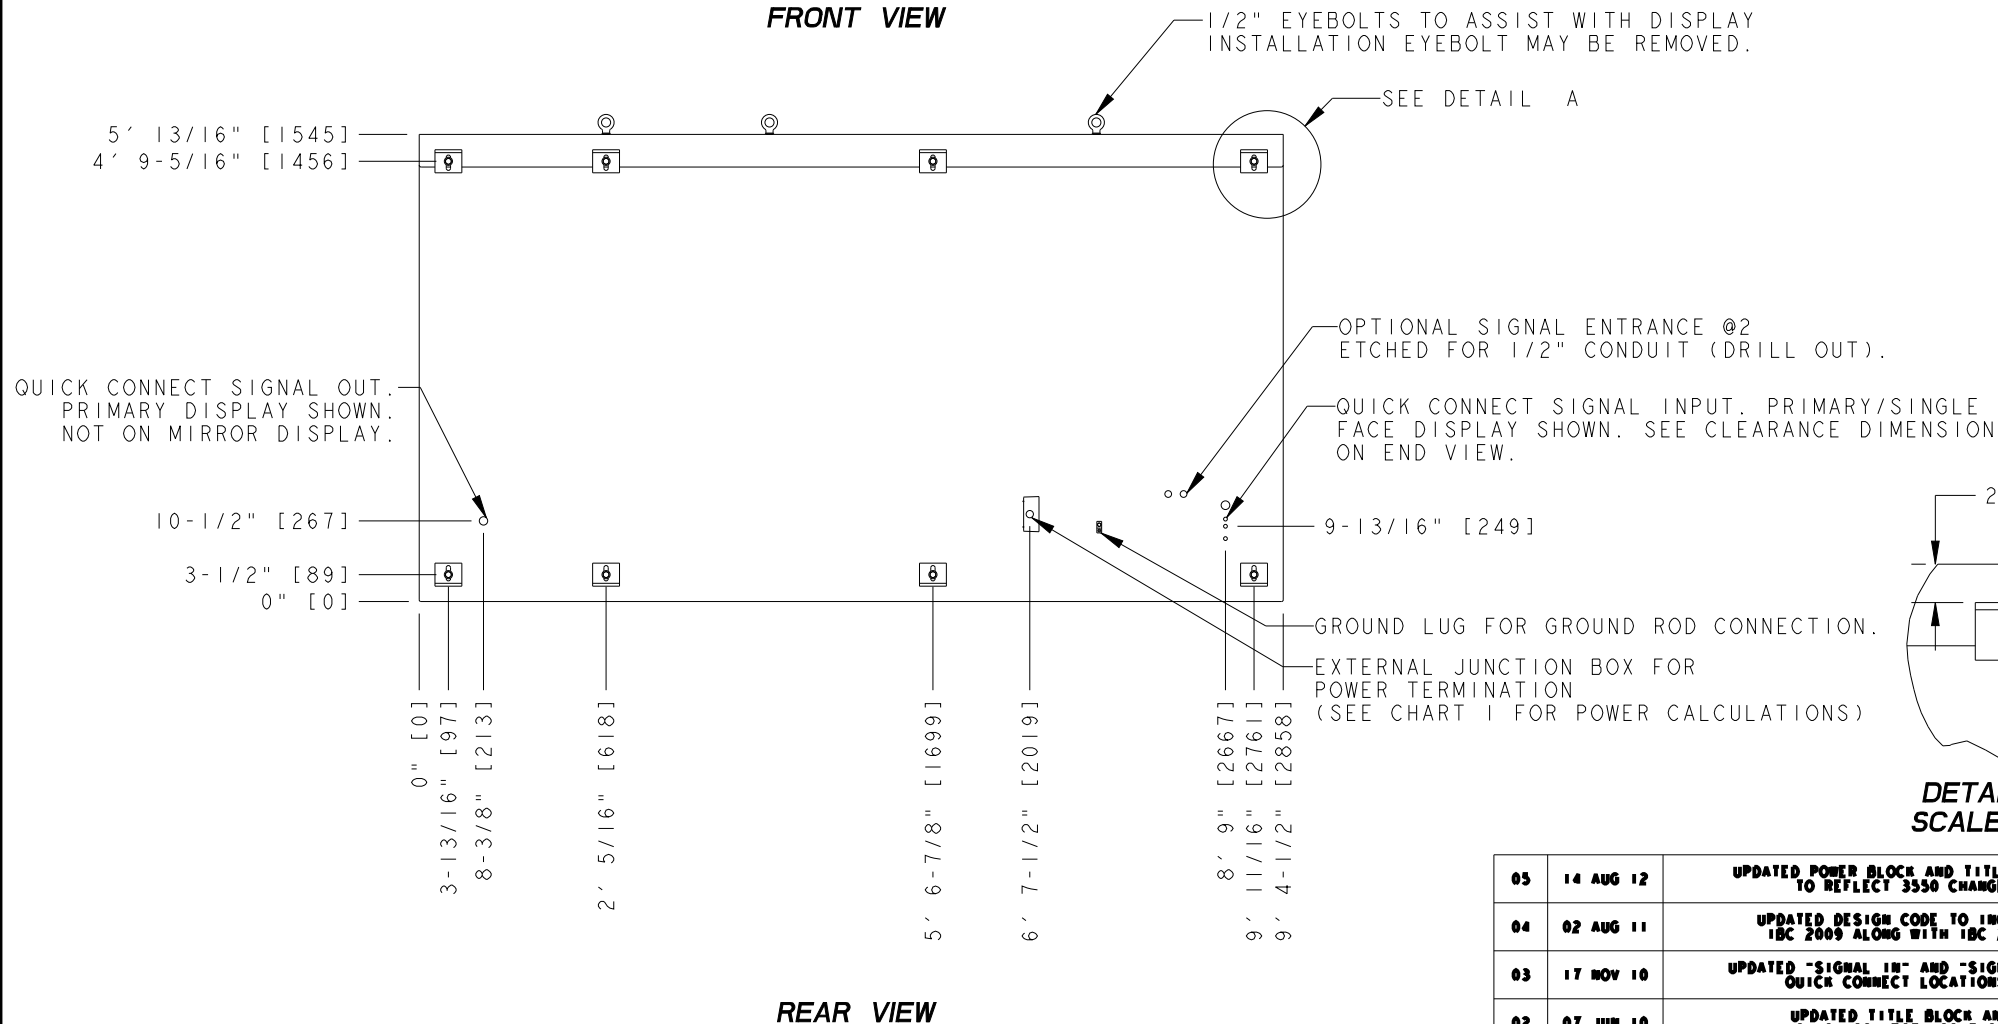 FRONT VIEW
1/2" EYEBOLTS TO ASSIST WITH DISPLAY
INSTALLATION EYEBOLT MAY BE REMOVED.
SEE DETAIL A
5' 13/16" [1545]
4' 9-5/16" [1456]
OPTIONAL SIGNAL ENTRANCE @2
ETCHED FOR 1/2" CONDUIT (DRILL OUT).
QUICK CONNECT SIGNAL OUT.
PRIMARY DISPLAY SHOWN.
NOT ON MIRROR DISPLAY.
QUICK CONNECT SIGNAL INPUT. PRIMARY/SINGLE
FACE DISPLAY SHOWN. SEE CLEARANCE DIMENSION
ON END VIEW.
10-1/2" [267]
9-13/16" [249]
2
3-1/2" [89]
0" [0]
GROUND LUG FOR GROUND ROD CONNECTION.
EXTERNAL JUNCTION BOX FOR
POWER TERMINATION
(SEE CHART 1 FOR POWER CALCULATIONS)
0" [0]
3-13/16" [97]
8-3/8" [213]
2' 5/16" [618]
5' 6-7/8" [1699]
6' 7-1/2" [2019]
8' 9" [2667]
9' 11/16" [2761]
9' 4-1/2" [2858]
DETA
SCALE
05 14 AUG 12 UPDATED POWER BLOCK AND TITL
TO REFLECT 3550 CHANG
04 02 AUG 11 UPDATED DESIGN CODE TO IN
IBC 2009 ALONG WITH IBC
03 17 NOV 10 UPDATED -SIGNAL IN- AND -SIG
QUICK CONNECT LOCATION
02 07 JUN 10 UPDATED TITLE BLOCK AN
REAR VIEW